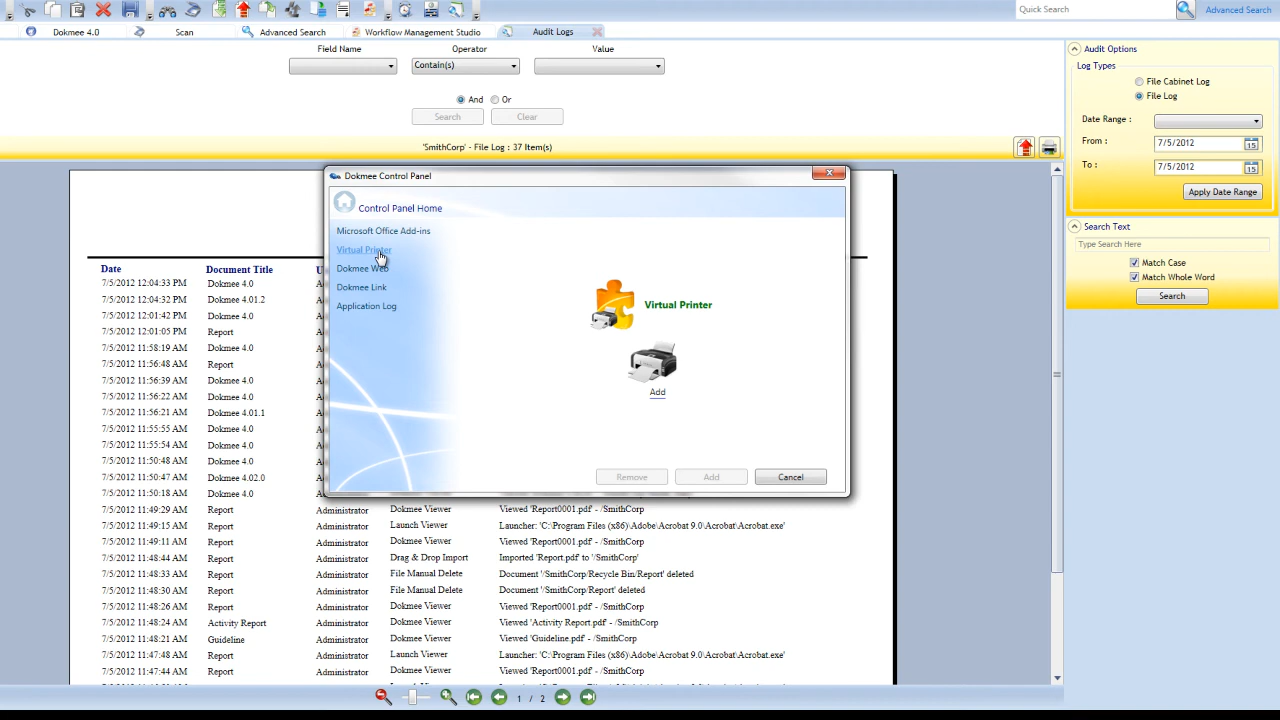 Quick Search Advanced Search
Dokmee 4.0 Scan Advanced Search Workflow Management Studio Audit Logs
Field Name Operator Value
Contain(s)
And Or
Search Clear
'SmithCorp' - File Log : 37 Item(s)
Audit Options
Log Types
File Cabinet Log
File Log
Date Range :
From : 7/5/2012 15
To : 7/5/2012 15
Apply Date Range
Search Text
Type Search Here
Match Case
Match Whole Word
Search
Dokmee Control Panel
Control Panel Home
Microsoft Office Add-ins
Virtual Printer
Dokmee Web
Dokmee Link
Application Log
Virtual Printer
Add
Remove Add Cancel
Date Document Title
7/5/2012 12:04:33 PM Dokmee 4.0
7/5/2012 12:04:32 PM Dokmee 4.01.2
7/5/2012 12:01:42 PM Dokmee 4.0
7/5/2012 12:01:05 PM Report
7/5/2012 11:58:19 AM Dokmee 4.0
7/5/2012 11:56:48 AM Report
7/5/2012 11:56:39 AM Dokmee 4.0
7/5/2012 11:56:22 AM Dokmee 4.0
7/5/2012 11:56:21 AM Dokmee 4.01.1
7/5/2012 11:55:55 AM Dokmee 4.0
7/5/2012 11:55:54 AM Dokmee 4.0
7/5/2012 11:50:48 AM Dokmee 4.0
7/5/2012 11:50:47 AM Dokmee 4.02.0
7/5/2012 11:50:18 AM Dokmee 4.0
7/5/2012 11:49:29 AM Report Administrator Dokmee Viewer Viewed 'Report0001.pdf' - /SmithCorp
7/5/2012 11:49:15 AM Report Administrator Launch Viewer Launcher: 'C:\Program Files (x86)\Adobe\Acrobat 9.0\Acrobat\Acrobat.exe'
7/5/2012 11:49:11 AM Report Administrator Dokmee Viewer Viewed 'Report0001.pdf' - /SmithCorp
7/5/2012 11:48:44 AM Report Administrator Drag & Drop Import Imported 'Report.pdf' to '/SmithCorp'
7/5/2012 11:48:33 AM Report Administrator File Manual Delete Document '/SmithCorp/Recycle Bin/Report' deleted
7/5/2012 11:48:30 AM Report Administrator File Manual Delete Document '/SmithCorp/Report' deleted
7/5/2012 11:48:26 AM Report Administrator Dokmee Viewer Viewed 'Report0001.pdf' - /SmithCorp
7/5/2012 11:48:24 AM Activity Report Administrator Dokmee Viewer Viewed 'Activity Report.pdf' - /SmithCorp
7/5/2012 11:48:21 AM Guideline Administrator Dokmee Viewer Viewed 'Guideline.pdf' - /SmithCorp
7/5/2012 11:47:48 AM Report Administrator Launch Viewer Launcher: 'C:\Program Files (x86)\Adobe\Acrobat 9.0\Acrobat\Acrobat.exe'
7/5/2012 11:47:44 AM Report Administrator Dokmee Viewer Viewed 'Report0001.pdf' - /SmithCorp
1 / 2